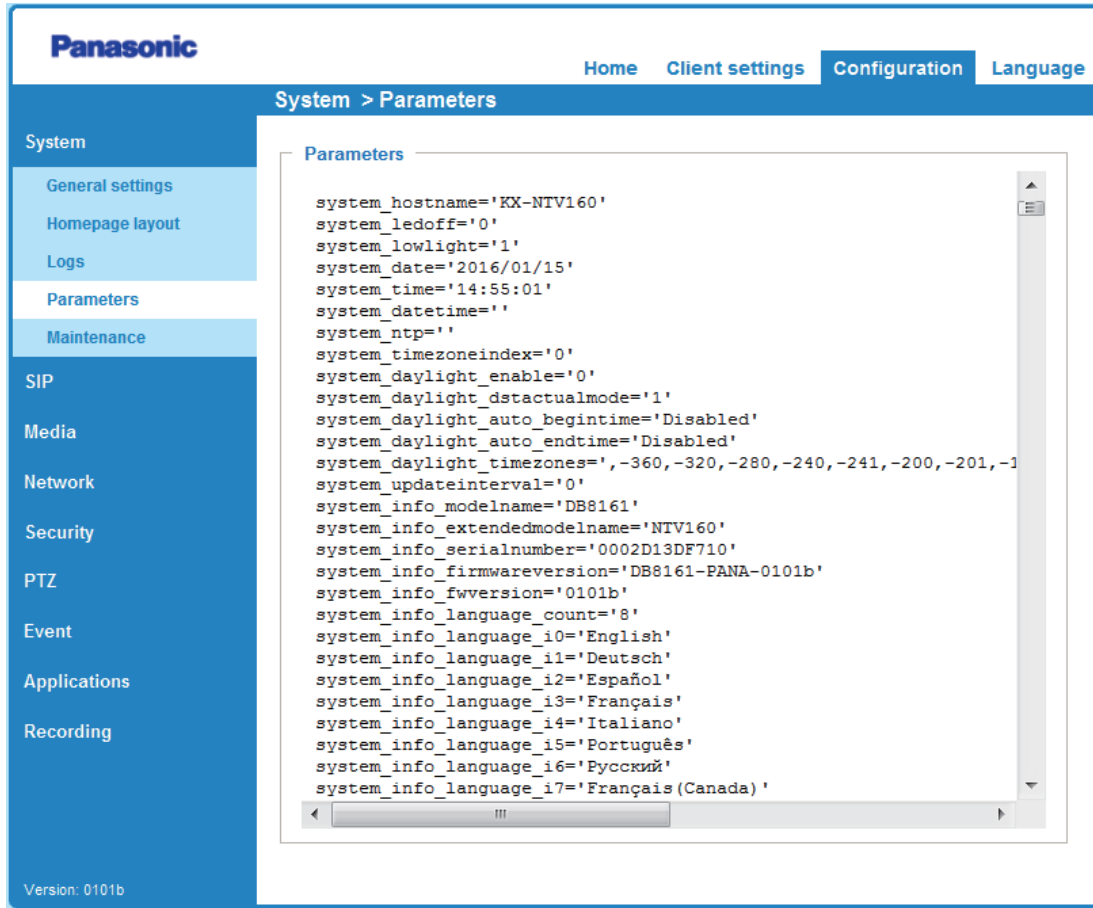 Panasonic
Home Client settings Configuration Language
System > Parameters
System
General settings
Homepage layout
Logs
Parameters
Maintenance
SIP
Media
Network
Security
PTZ
Event
Applications
Recording
Version: 0101b
Parameters
system_hostname='KX-NTV160'
system_ledoff='0'
system_lowlight='1'
system_date='2016/01/15'
system_time='14:55:01'
system_datetime=''
system_ntp=''
system_timezoneindex='0'
system_daylight_enable='0'
system_daylight_dstactualmode='1'
system_daylight_auto_begintime='Disabled'
system_daylight_auto_endtime='Disabled'
system_daylight_timezones=',-360,-320,-280,-240,-241,-200,-201,-1
system_updateinterval='0'
system_info_modelname='DB8161'
system_info_extendedmodelname='NTV160'
system_info_serialnumber='0002D13DF710'
system_info_firmwareversion='DB8161-PANA-0101b'
system_info_fwversion='0101b'
system_info_language_count='8'
system_info_language_i0='English'
system_info_language_i1='Deutsch'
system_info_language_i2='Español'
system_info_language_i3='Français'
system_info_language_i4='Italiano'
system_info_language_i5='Português'
system_info_language_i6='Русский'
system_info_language_i7='Français(Canada)'